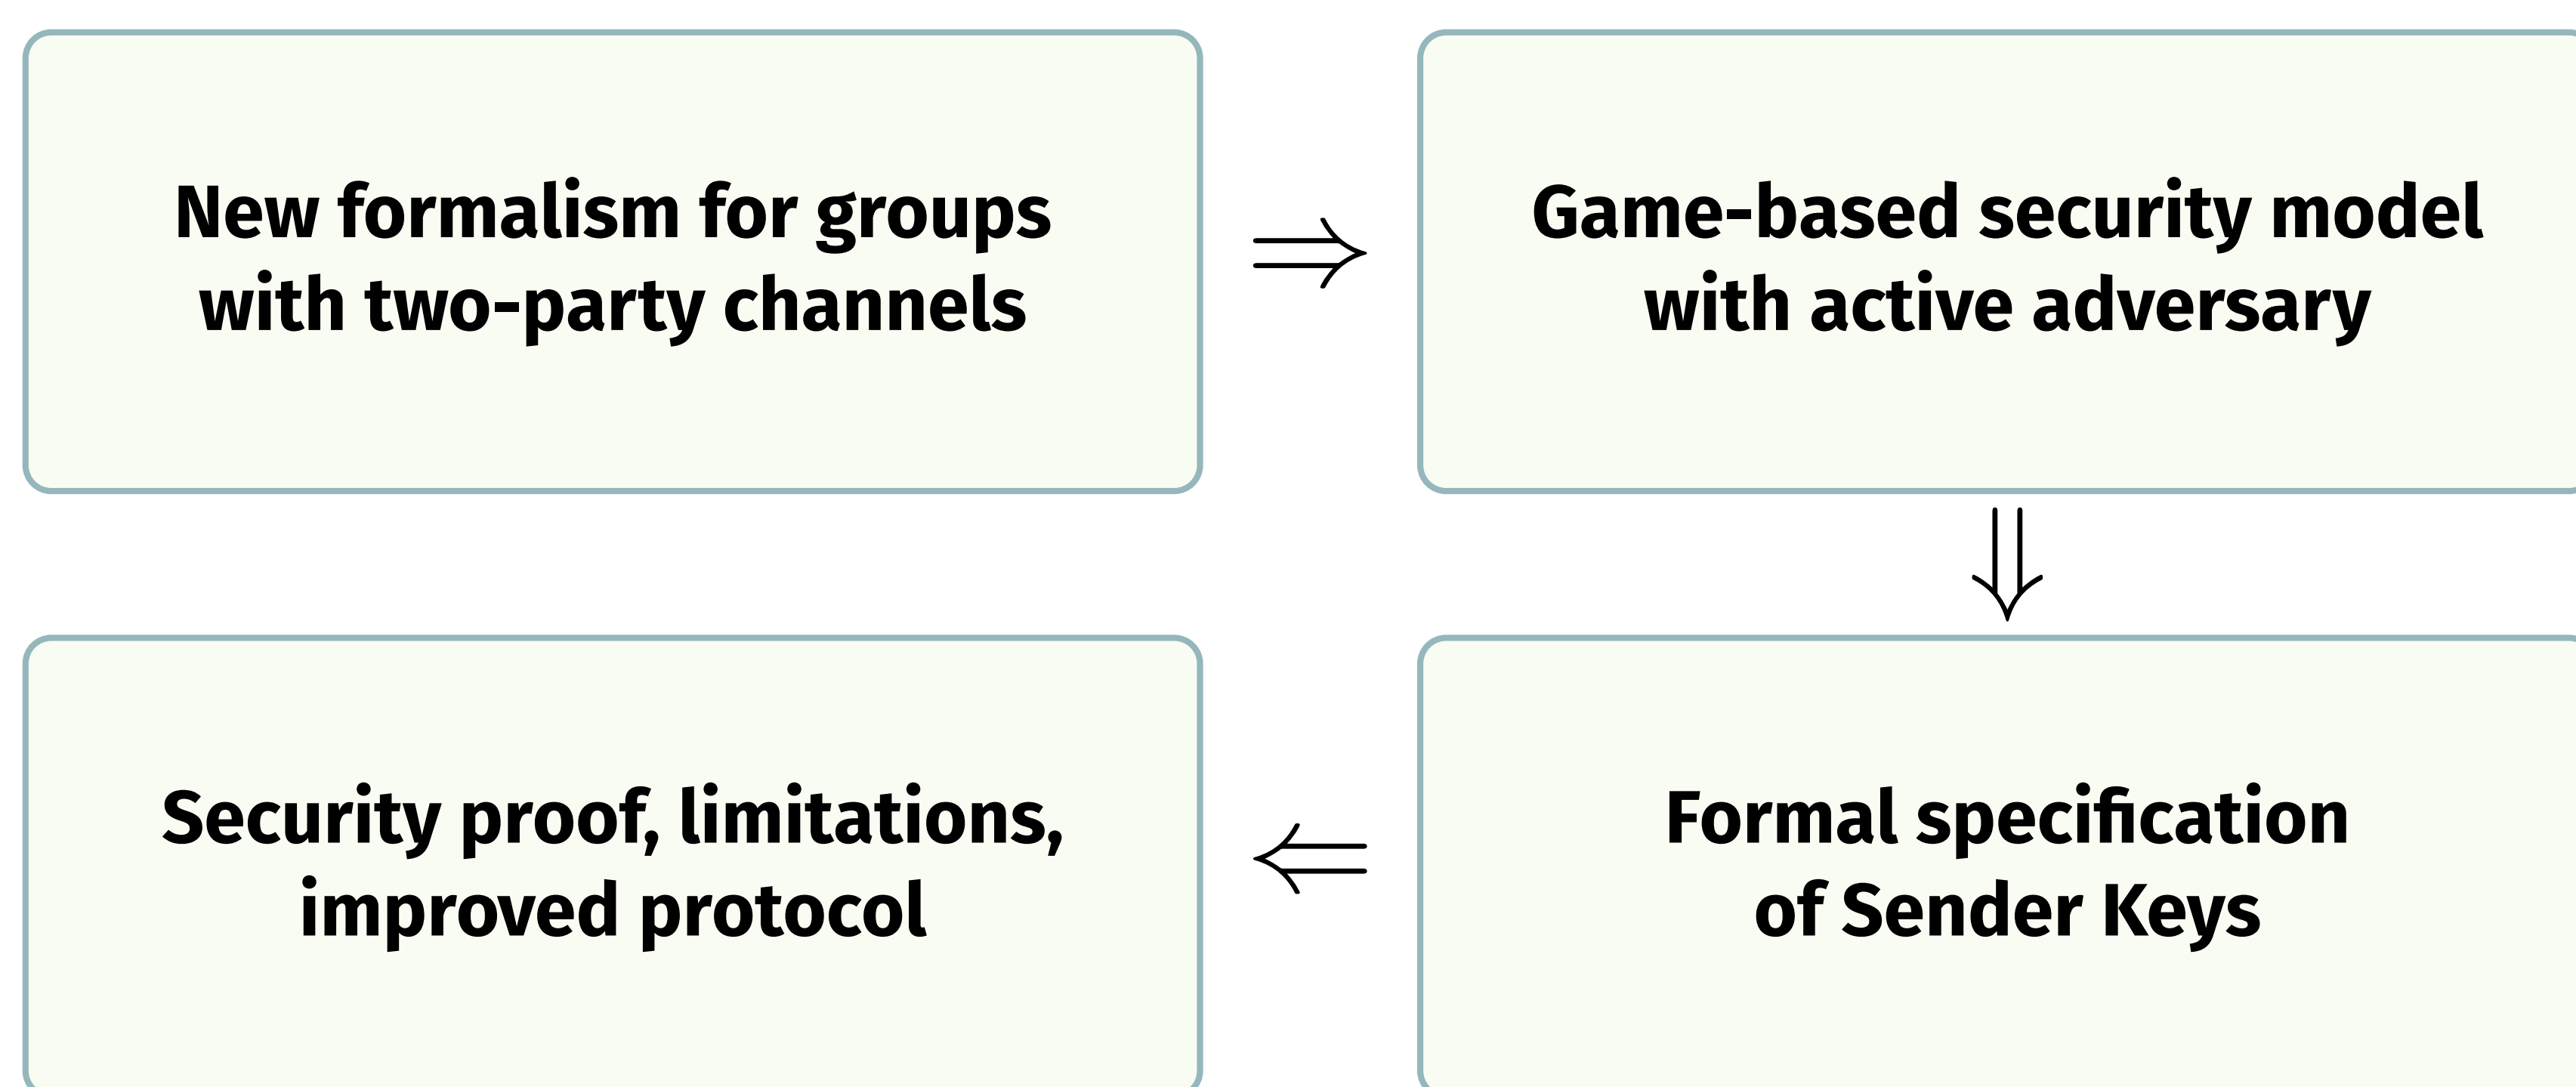 New formalism for groups
with two-party channels
Game-based security model
with active adversary
Formal specification
of Sender Keys
Security proof, limitations,
improved protocol